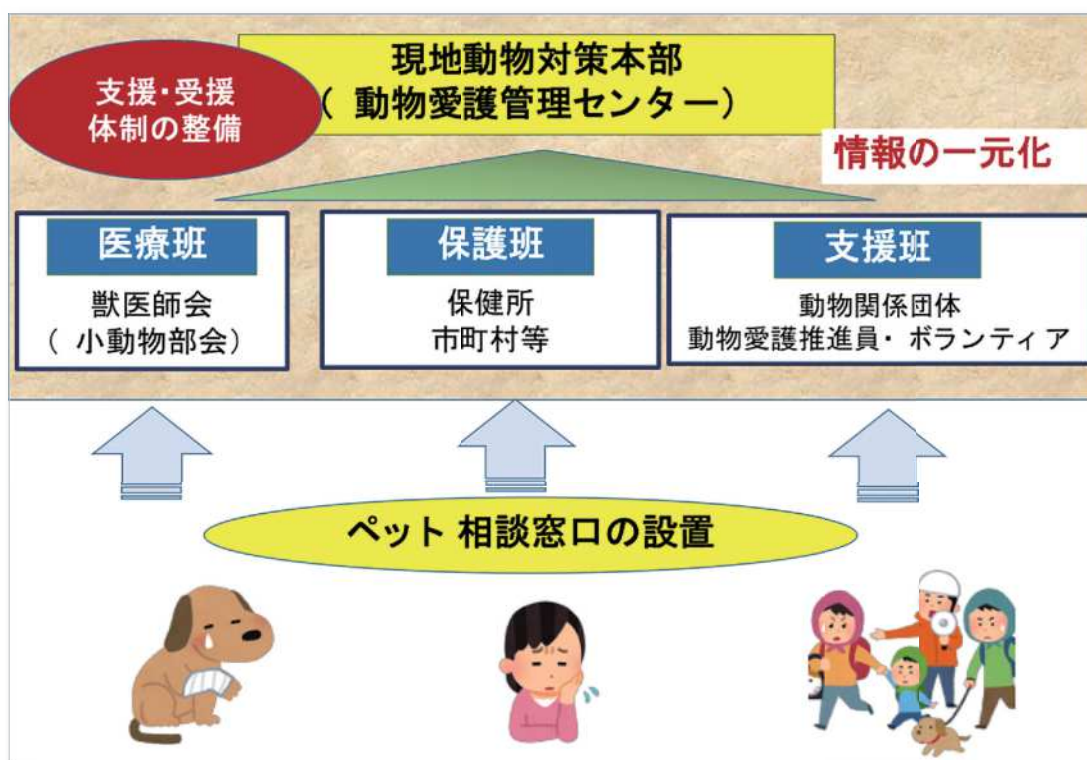 現地動物対策本部
( 動物愛護管理センター)
支援・受援
体制の整備
情報の一元化
医療班
獣医師会
( 小動物部会)
保護班
保健所
市町村等
支援班
動物関係団体
動物愛護推進員・ ボランティア
ペット 相談窓口の設置